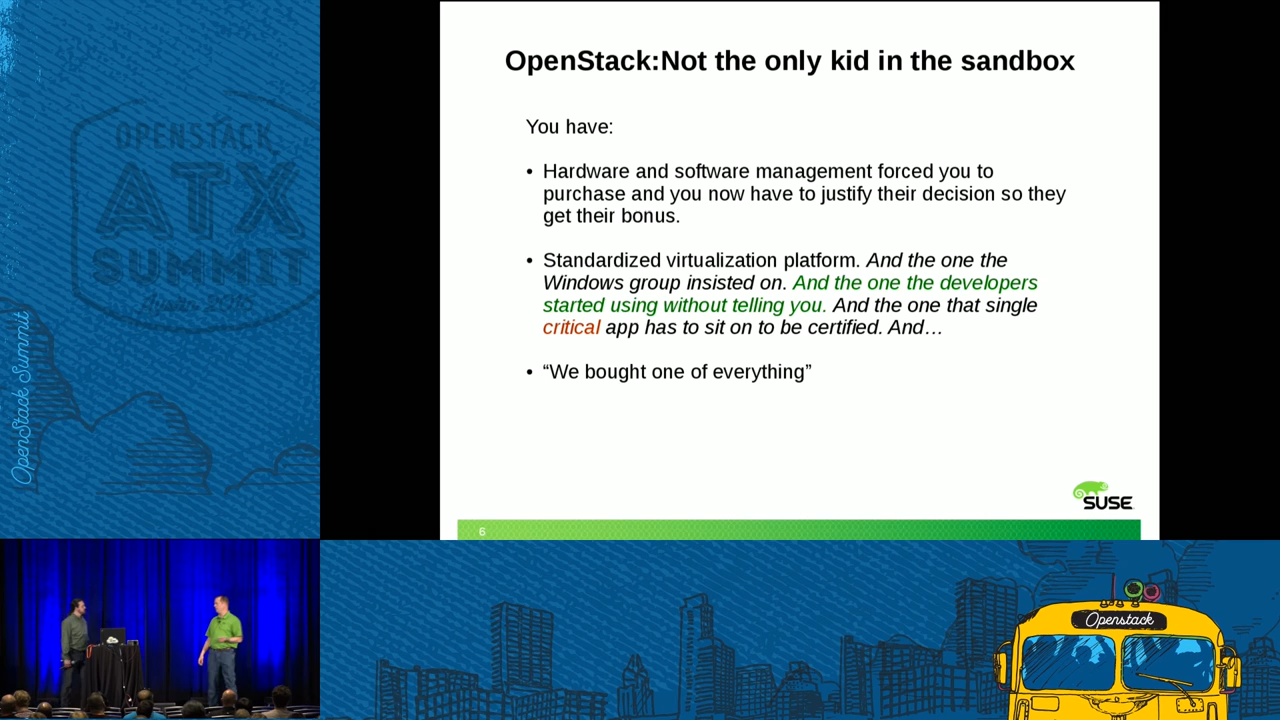 OPENSTACK
ATX
SUMMIT
Austin
OpenStack Summit
OpenStack:Not the only kid in the sandbox
You have:
• Hardware and software management forced you to
purchase and you now have to justify their decision so they
get their bonus.
• Standardized virtualization platform. And the one the
Windows group insisted on. And the one the developers
started using without telling you. And the one that single
critical app has to sit on to be certified. And…
• “We bought one of everything”
SUSE
6
Openstack